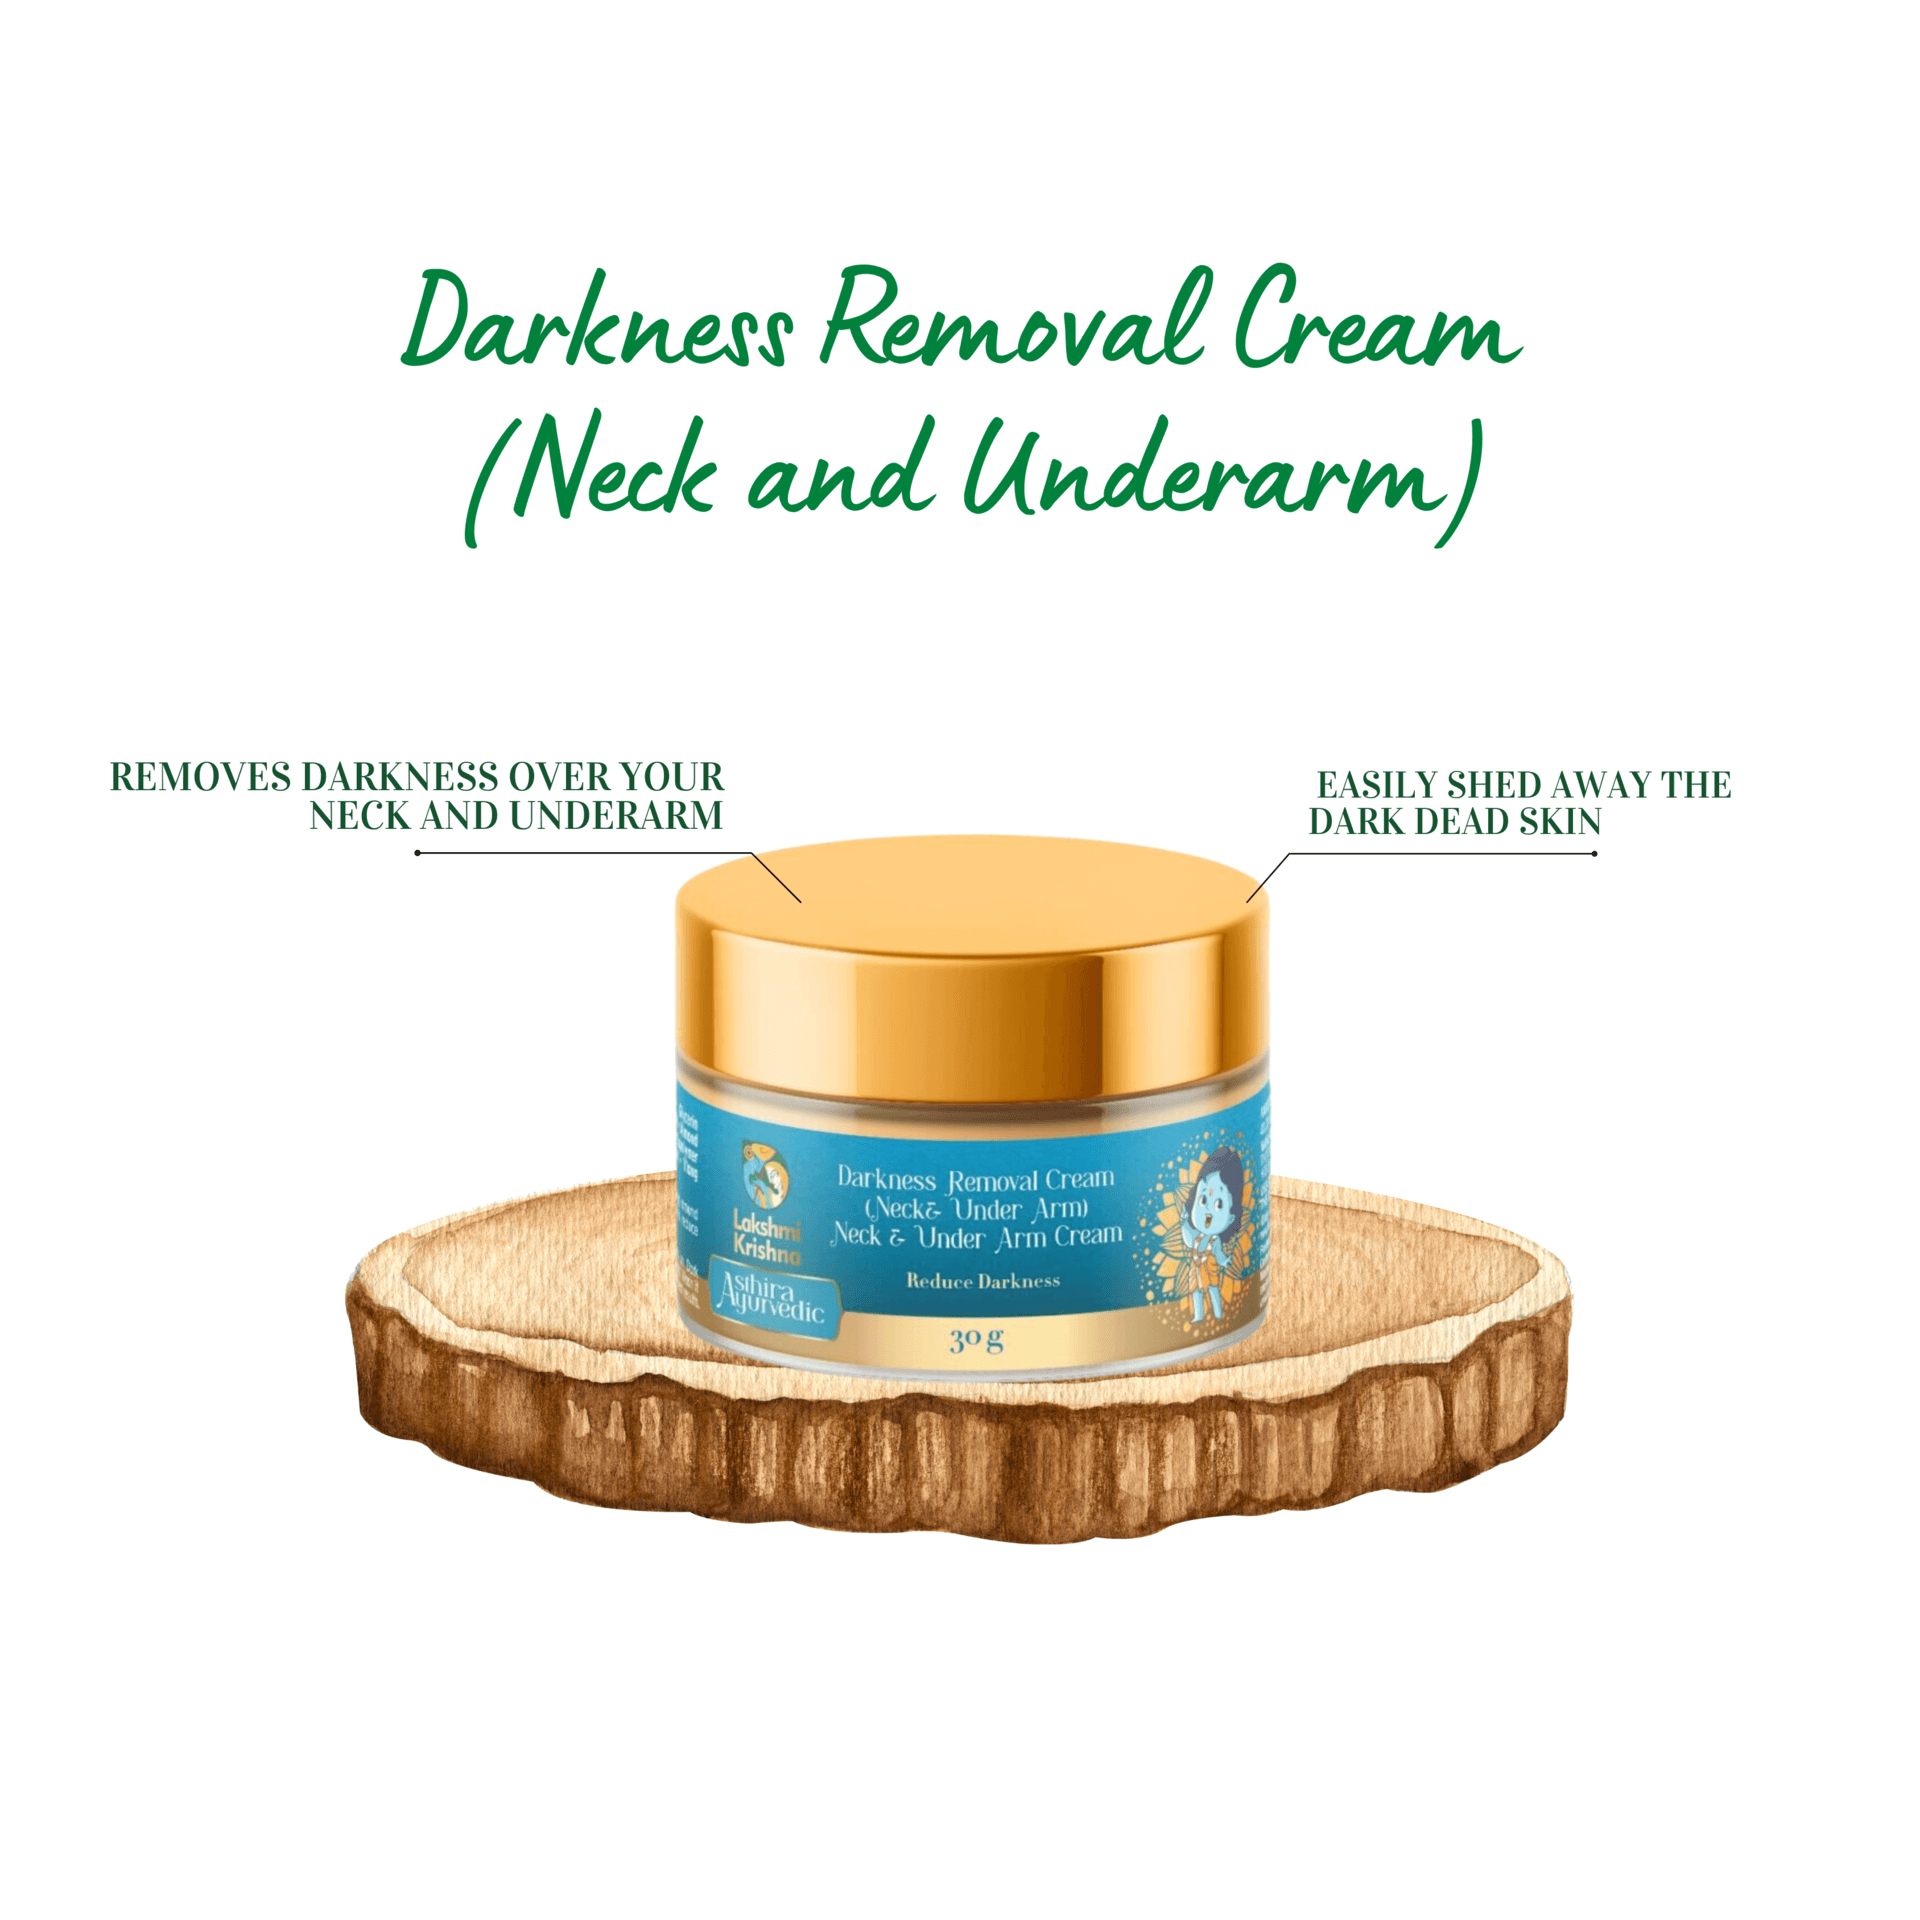 Darkness Removal Cream
(Neck and Underarm)
REMOVES DARKNESS OVER YOUR
NECK AND UNDERARM
EASILY SHED AWAY THE
DARK DEAD SKIN
Lakshmi
Krishna
Asthira
Ayurvedic
Darkness Removal Cream
(Neck& Under Arm)
Neck & Under Arm Cream
Reduce Darkness
30 g